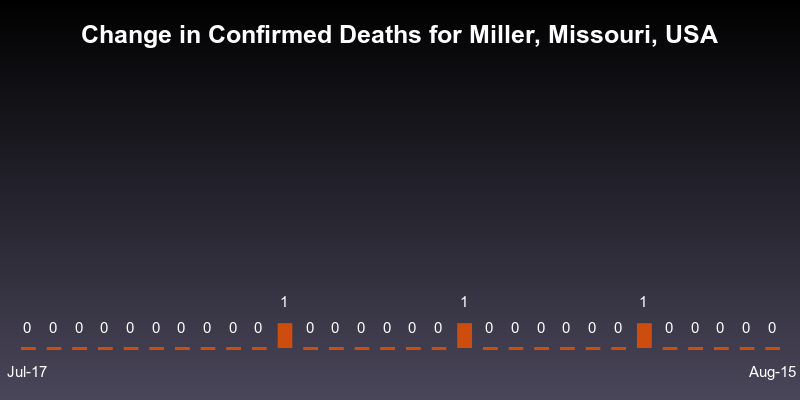 Change in Confirmed Deaths for Miller, Missouri, USA
1 1 1
0 0 0 0 0 0 0 0 0 0 0 0 0 0 0 0 0 0 0 0 0 0 0 0 0 0 0
Jul-17 Aug-15